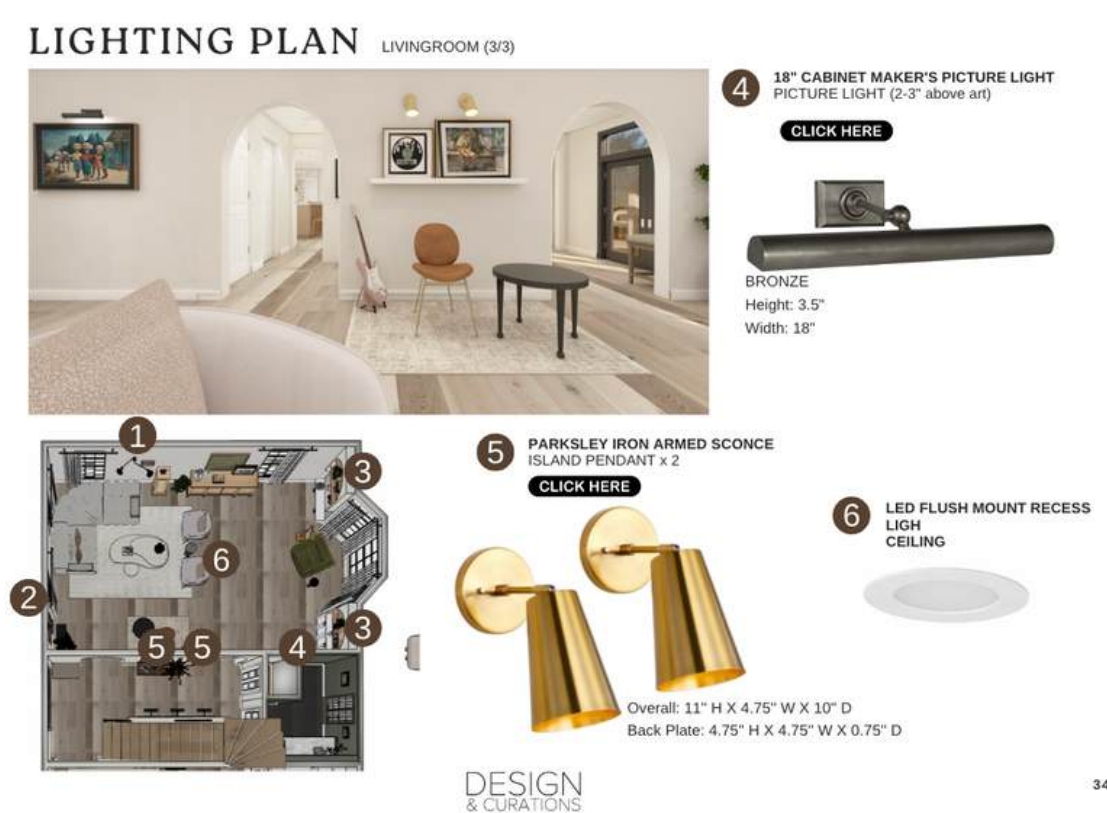 LIGHTING PLAN LIVINGROOM (3/3)
4 18" CABINET MAKER'S PICTURE LIGHT
PICTURE LIGHT (2-3" above art)
CLICK HERE
BRONZE
Height: 3.5"
Width: 18"
1
3
6
2
3
5 5 4
5 PARKSLEY IRON ARMED SCONCE
ISLAND PENDANT x 2
CLICK HERE
Overall: 11'' H X 4.75'' W X 10'' D
Back Plate: 4.75'' H X 4.75'' W X 0.75'' D
6 LED FLUSH MOUNT RECESS
LIGH
CEILING
DESIGN
& CURATIONS
34